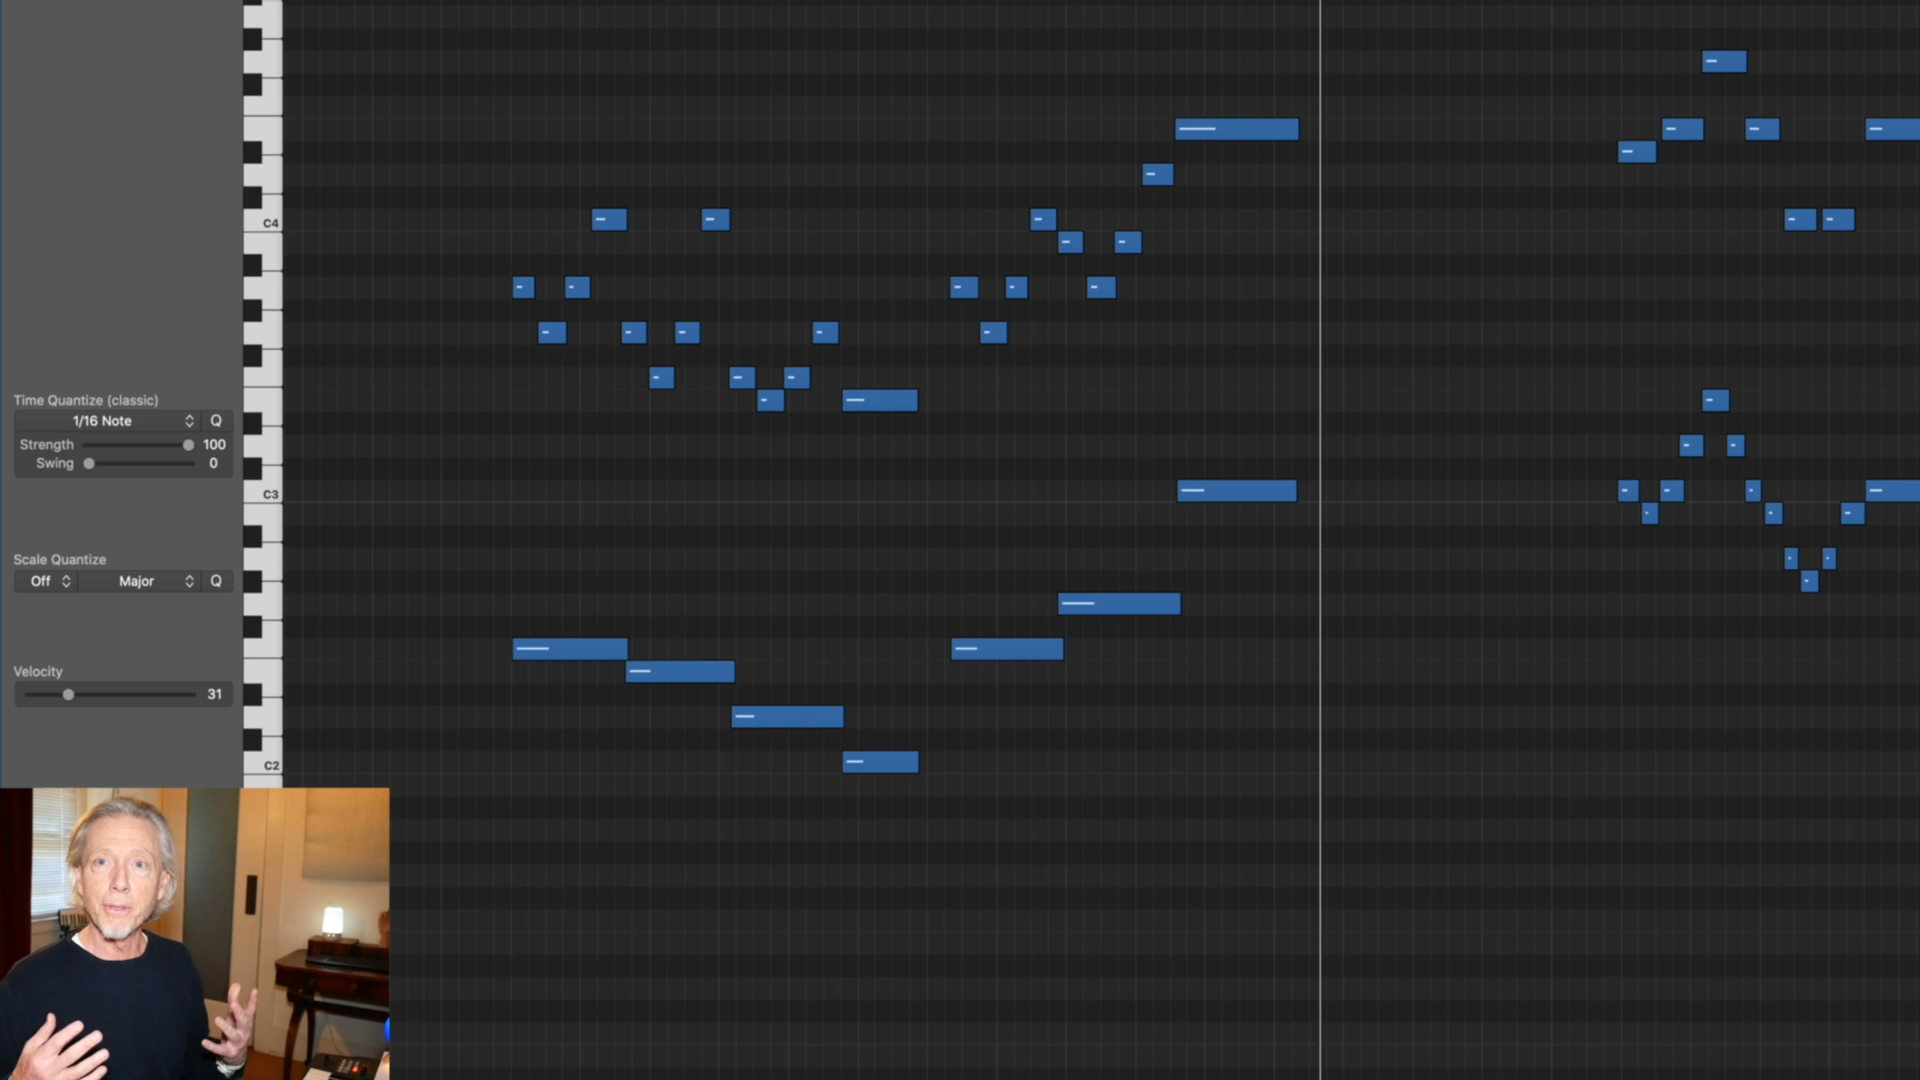 C4
Time Quantize (classic)
1/16 Note Q
Strength 100
Swing 0
C3
Scale Quantize
Off Major Q
Velocity
31
C2